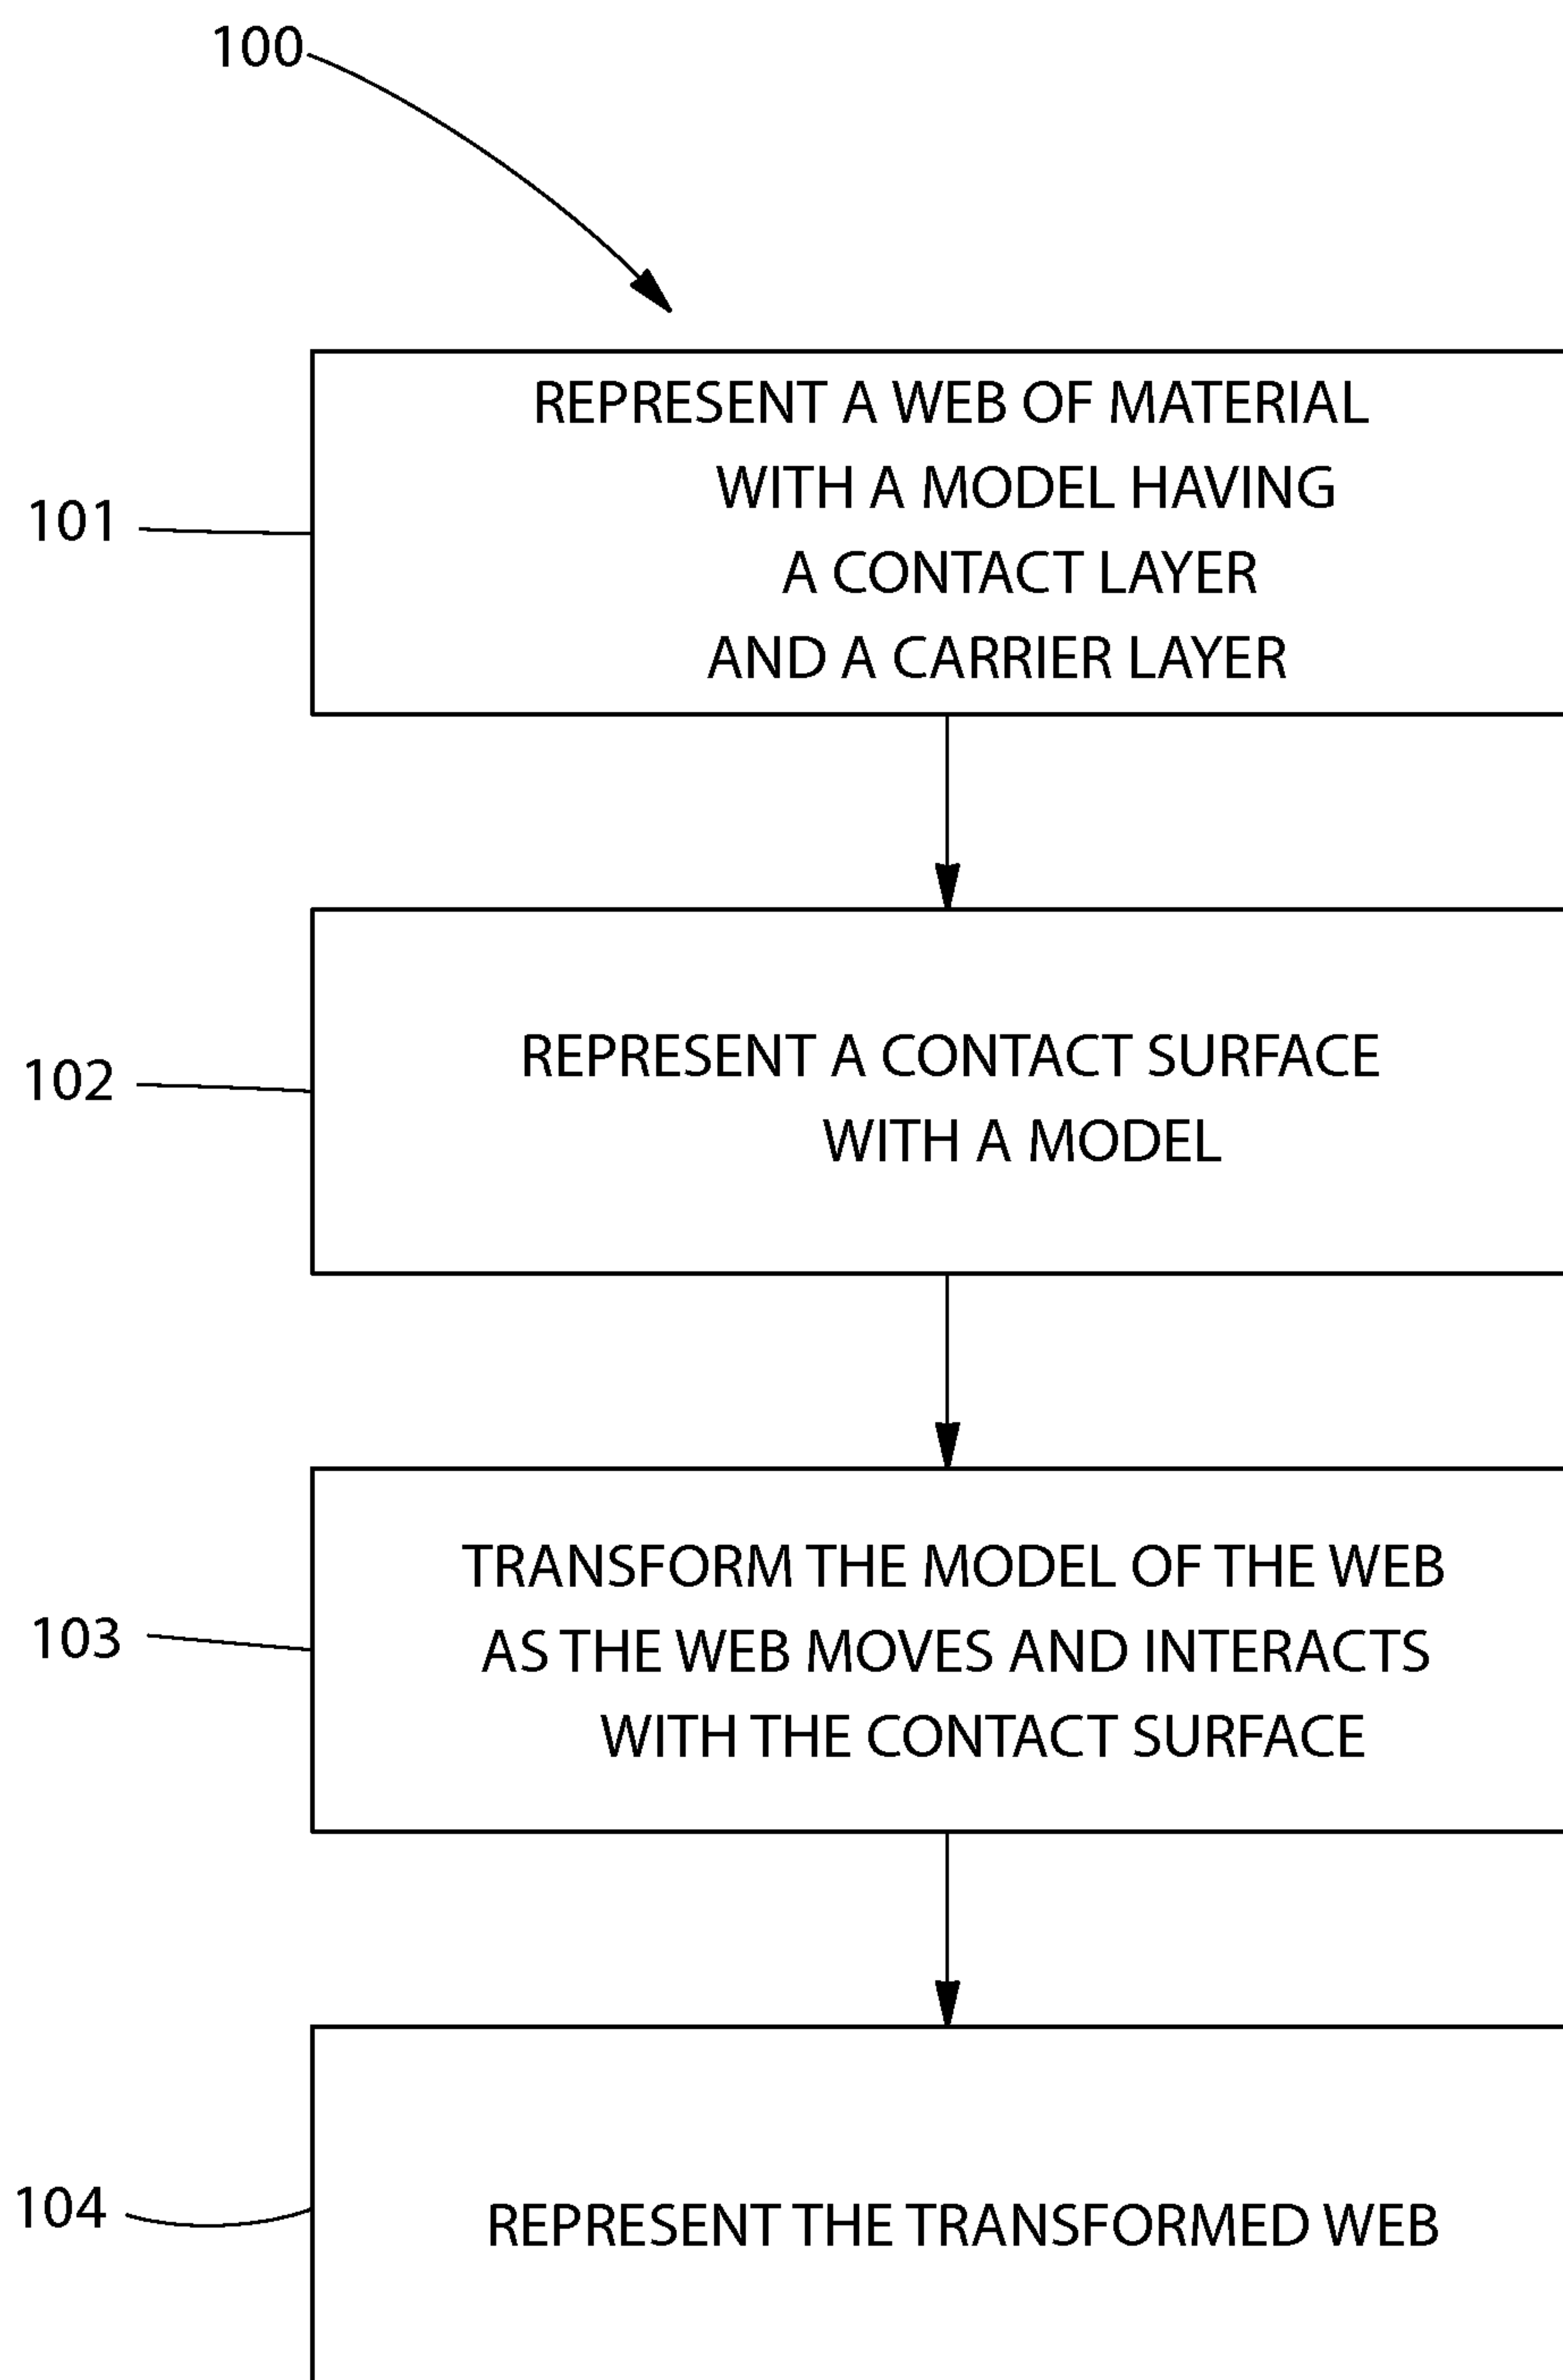 100
101
REPRESENT A WEB OF MATERIAL
WITH A MODEL HAVING
A CONTACT LAYER
AND A CARRIER LAYER
102
REPRESENT A CONTACT SURFACE
WITH A MODEL
103
TRANSFORM THE MODEL OF THE WEB
AS THE WEB MOVES AND INTERACTS
WITH THE CONTACT SURFACE
104
REPRESENT THE TRANSFORMED WEB